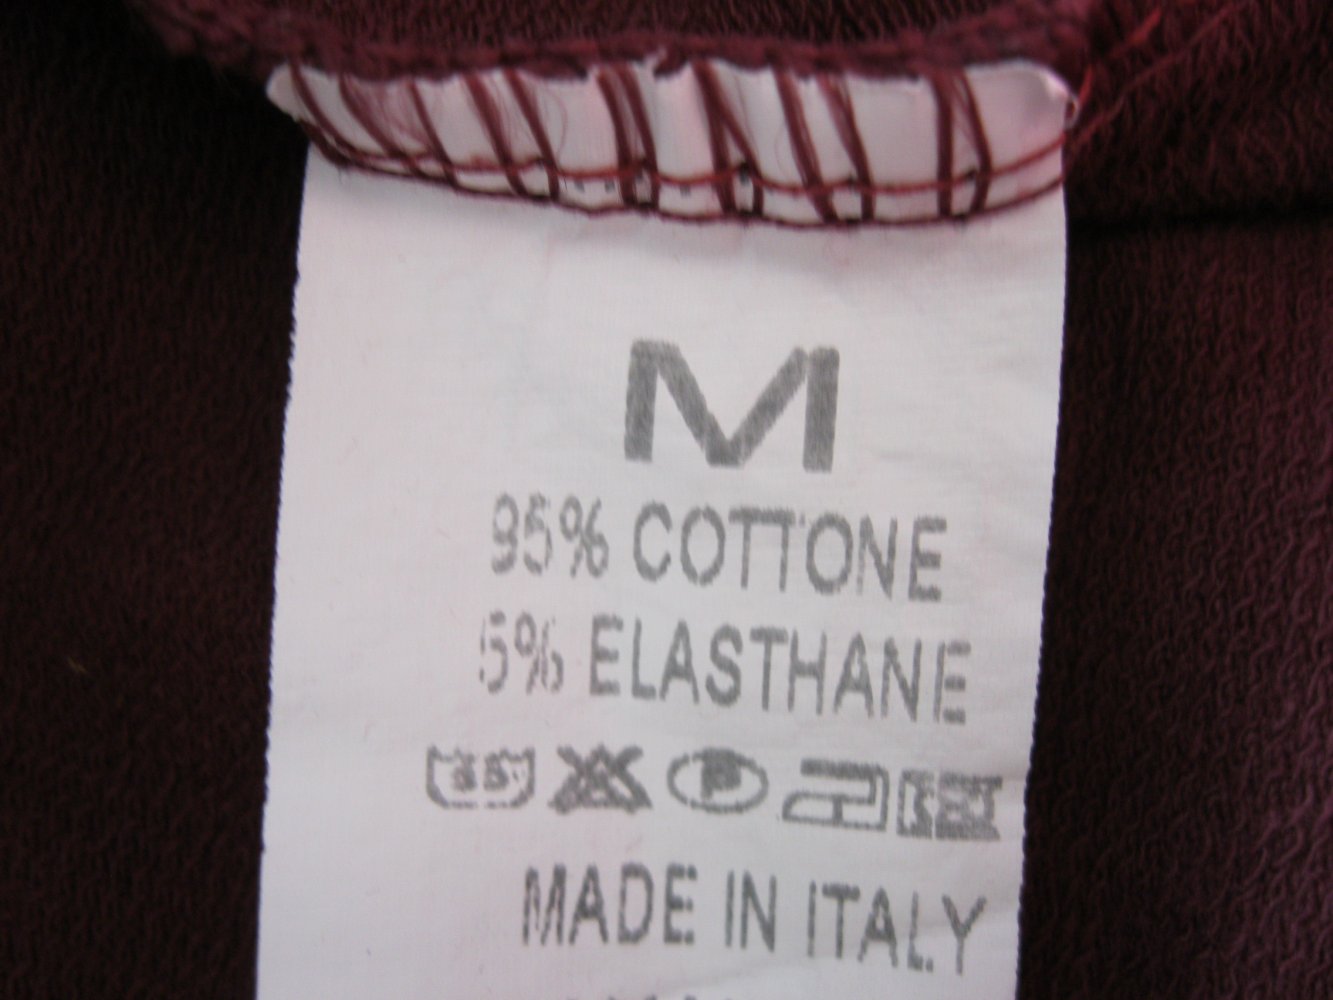 M
95% COTTONE
5% ELASTHANE
P
MADE IN ITALY